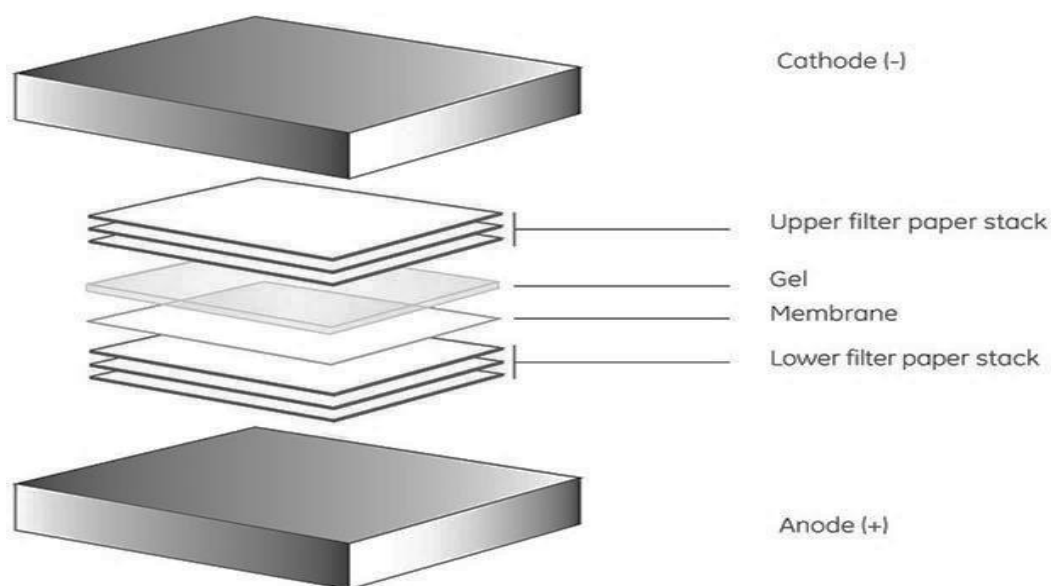 Cathode (-)
Upper filter paper stack
Gel
Membrane
Lower filter paper stack
Anode (+)